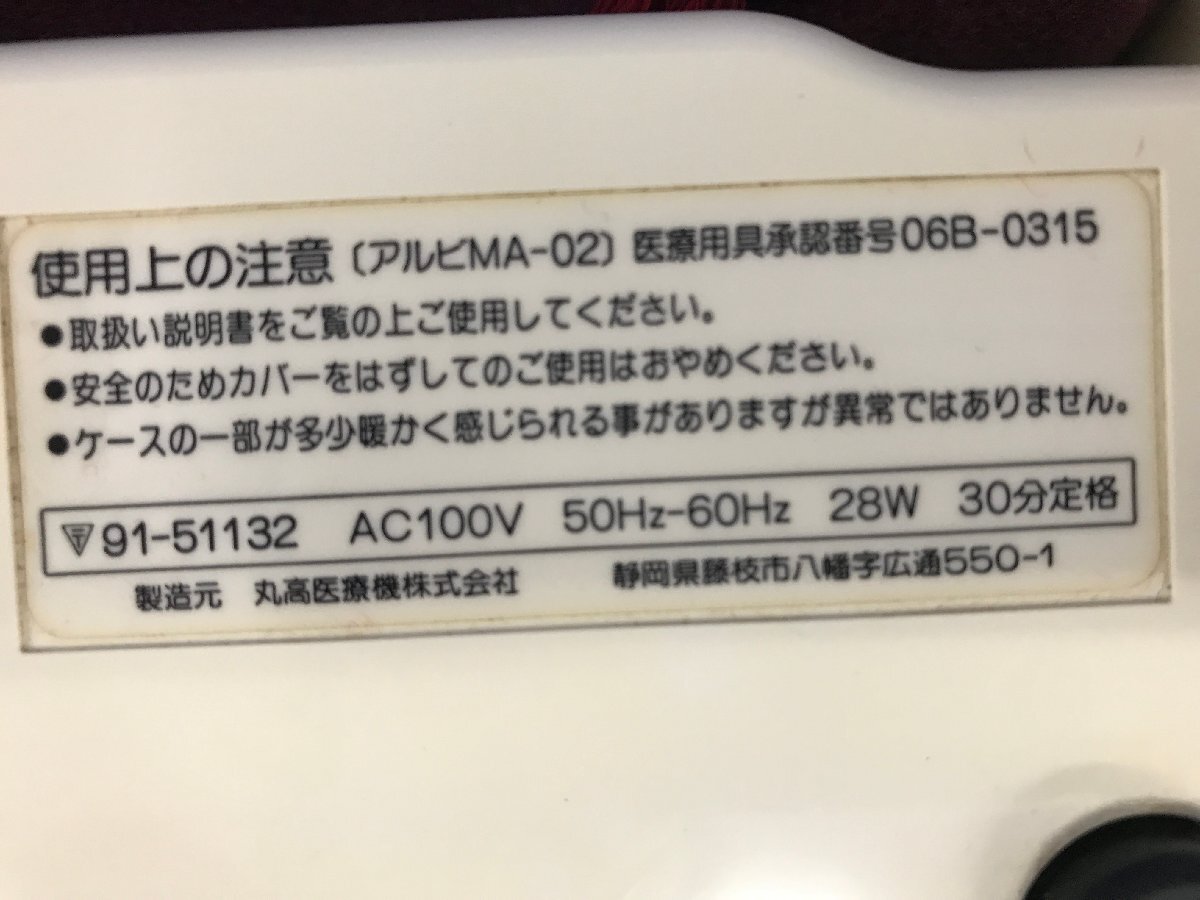 使用上の注意〔アルビMA-02〕医療用具承認番号06B-0315
●取扱い説明書をご覧の上ご使用してください。
●安全のためカバーをはずしてのご使用はおやめください。
●ケースの一部が多少暖かく感じられる事がありますが異常ではありません。
91-51132 AC100V 50Hz-60Hz 28W 30分定格
製造元 丸高医療機株式会社 静岡県藤枝市八幡字広通550-1